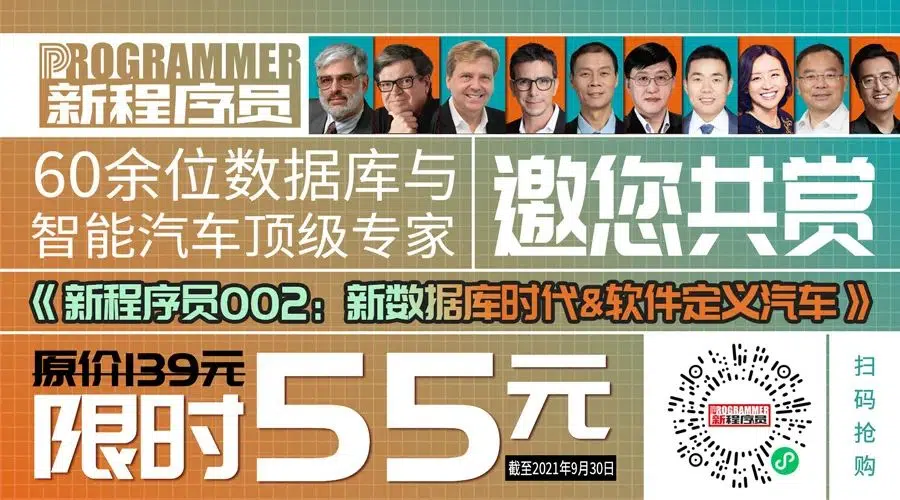 PROGRAMMER
新程序员
60余位数据库与
智能汽车顶级专家
邀您共赏
《新程序员002：新数据库时代&软件定义汽车》
原价139元
限时55元
截至2021年9月30日
PROGRAMMER
新程序员
扫码抢购